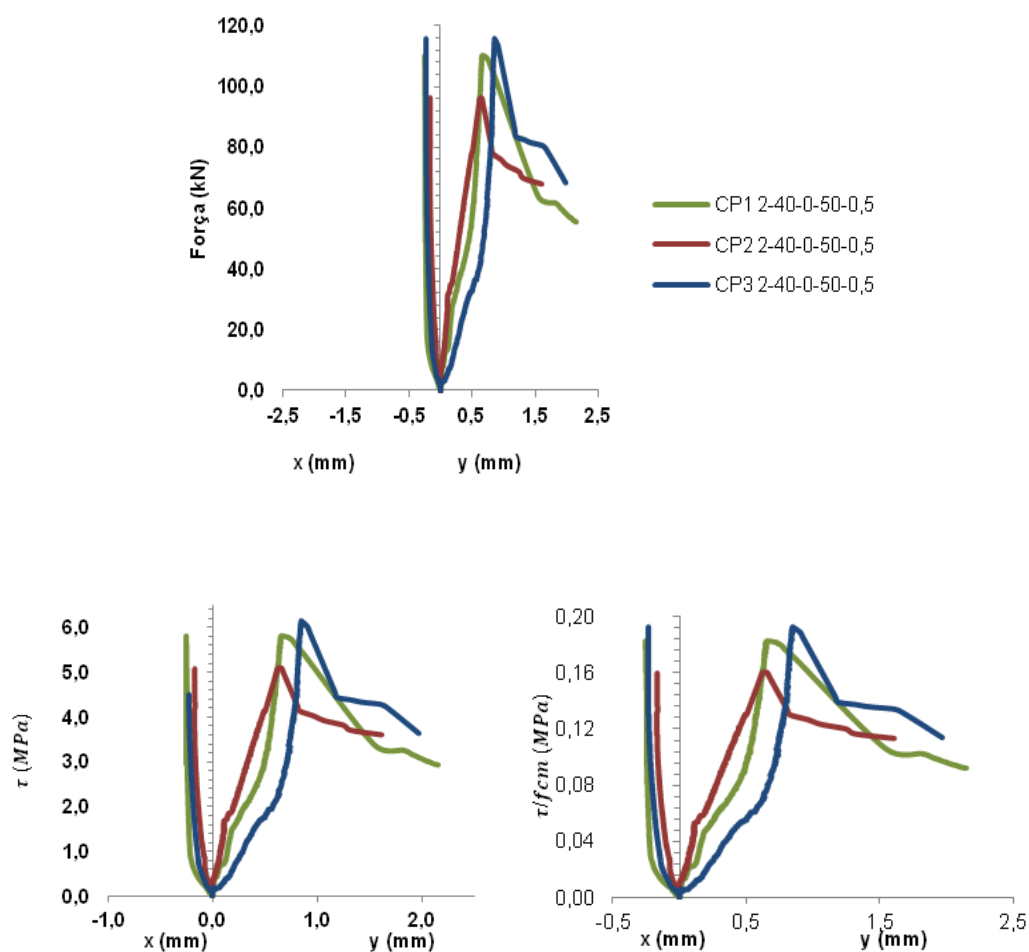 120,0
100,0
80,0
60,0
40,0
20,0
0,0
Força (kN)
-2,5 -1,5 -0,5 0,5 1,5 2,5
x (mm) y (mm)
CP1 2-40-0-50-0,5
CP2 2-40-0-50-0,5
CP3 2-40-0-50-0,5
6,0
5,0
4,0
3,0
2,0
1,0
0,0
τ (MPa)
-1,0 0,0 1,0 2,0
x (mm) y (mm)
0,20
0,16
0,12
0,08
0,04
0,00
τ/fcm (MPa)
-0,5 0,5 1,5 2,5
x (mm) y (mm)